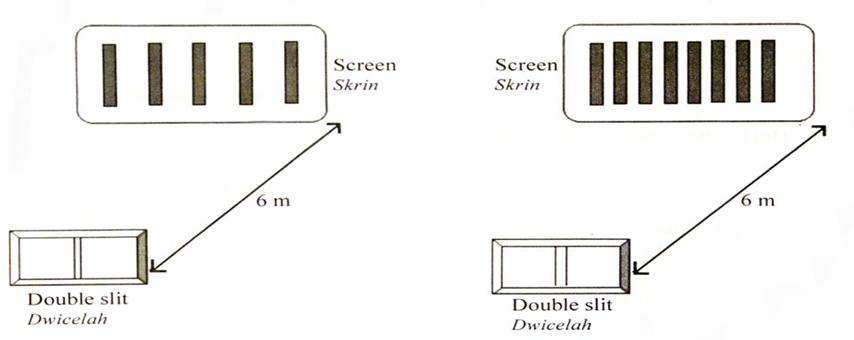 Screen
Skrin
6 m
Double slit
Dwicelah
Screen
Skrin
6 m
Double slit
Dwicelah